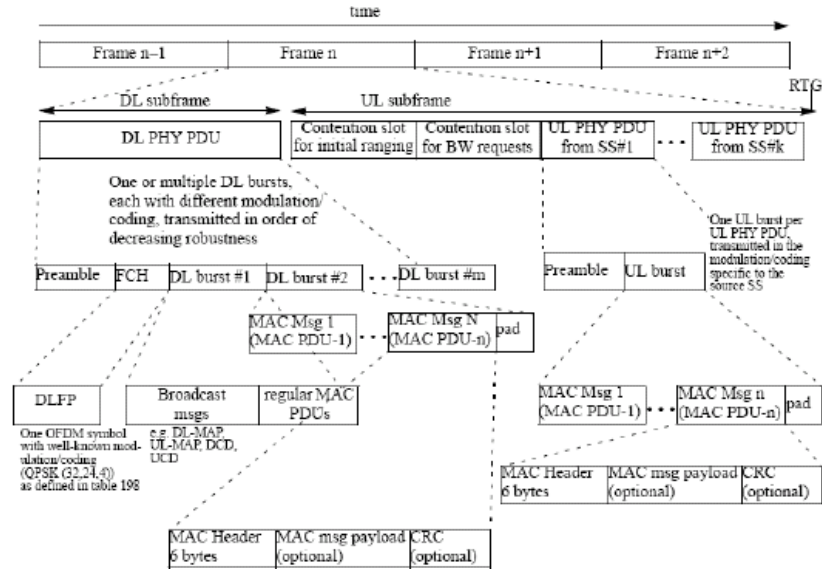 time
Frame n–1 Frame n Frame n+1 Frame n+2
RTG
DL subframe UL subframe
DL PHY PDU
Contention slot
for initial ranging
Contention slot
for BW requests
UL PHY PDU
from SS#1
• • •
UL PHY PDU
from SS#k
One or multiple DL bursts,
each with different modulation/
coding, transmitted in order of
decreasing robustness
One UL burst per
UL PHY PDU,
transmitted in the
modulation/coding
specific to the
source SS
Preamble FCH DL burst #1 DL burst #2 • • • DL burst #m
Preamble UL burst
MAC Msg 1
(MAC PDU-1)
• • •
MAC Msg N
(MAC PDU-n)
pad
DLFP
Broadcast
msgs
regular MAC
PDUs
One OFDM symbol
with well-known mod-
ulation/coding
(QPSK (32,24,4))
as defined in table 198
e.g. DL-MAP,
UL-MAP, DCD,
UCD
MAC Msg 1
(MAC PDU-1)
• • •
MAC Msg n
(MAC PDU-n)
pad
MAC Header
6 bytes
MAC msg payload
(optional)
CRC
(optional)
MAC Header
6 bytes
MAC msg payload
(optional)
CRC
(optional)